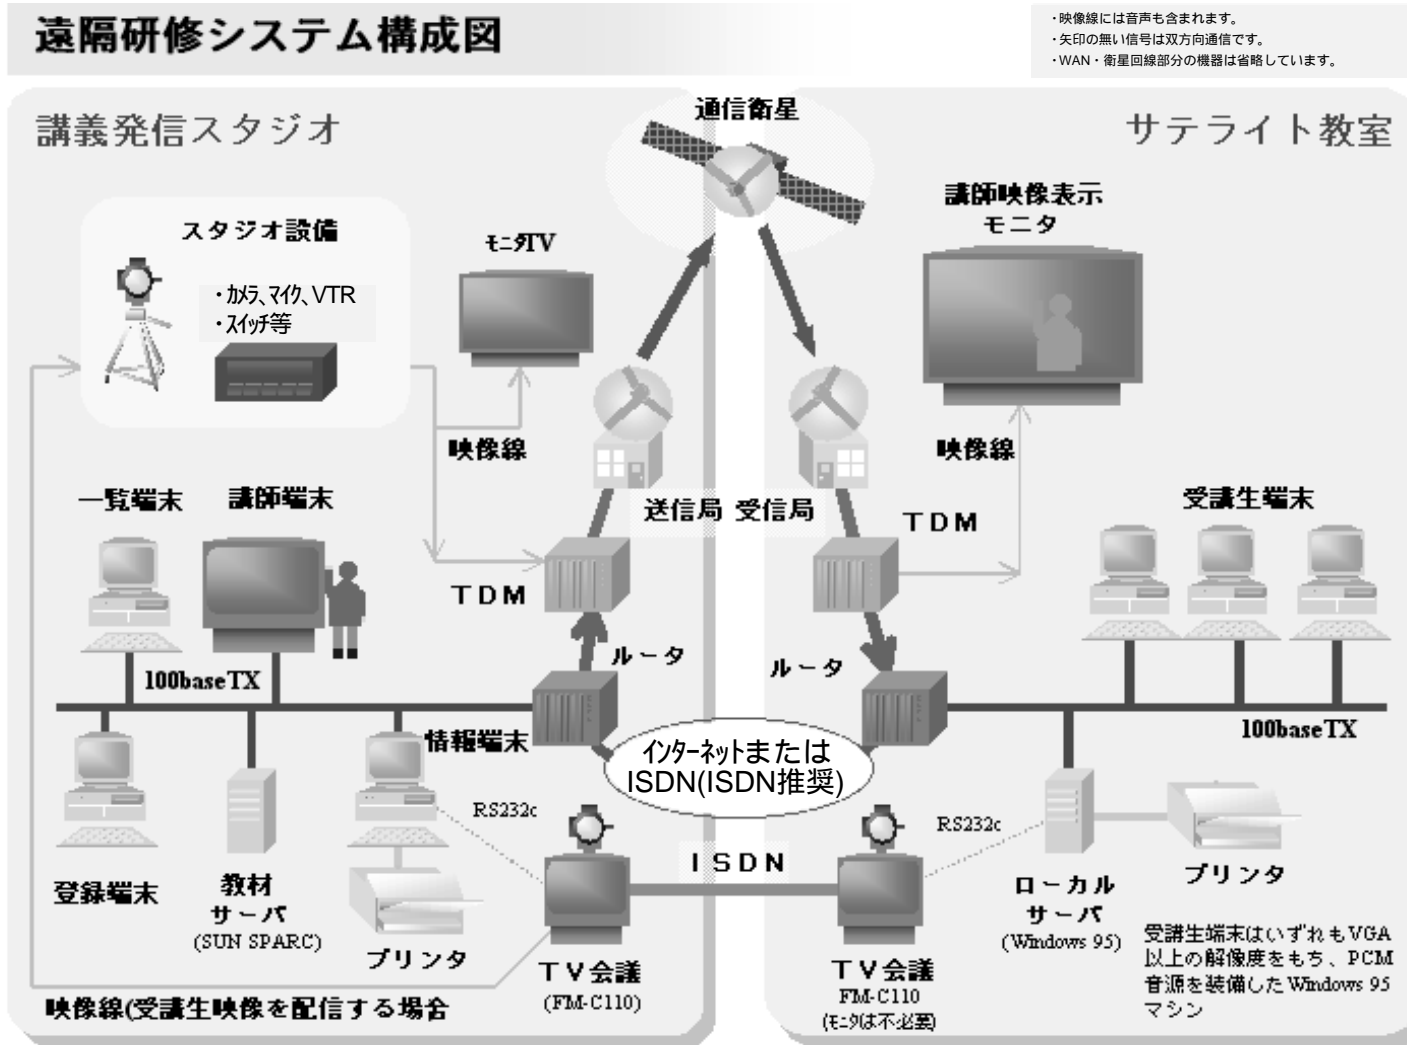 遠隔研修システム構成図
・映像線には音声も含まれます。
・矢印の無い信号は双方向通信です。
・WAN・衛星回線部分の機器は省略しています。
講義発信スタジオ
通信衛星
サテライト教室
スタジオ設備
・カメラ、マイク、VTR
・スイッチ等
モニタTV
講師映像表示
モニタ
映像線
映像線
一覧端末
講師端末
送信局
受信局
TDM
TDM
受講生端末
100baseTX
ルータ
ルータ
100baseTX
情報端末
インターネットまたは
ISDN(ISDN推奨)
RS232c
RS232c
ISDN
登録端末
教材
サーバ
(SUN SPARC)
プリンタ
TV会議
(FM-C110)
TV会議
FM-C110
(モニタは不必要)
ローカル
サーバ
(Windows 95)
プリンタ
受講生端末はいずれもVGA
以上の解像度をもち、PCM
音源を装備したWindows 95
マシン
映像線(受講生映像を配信する場合